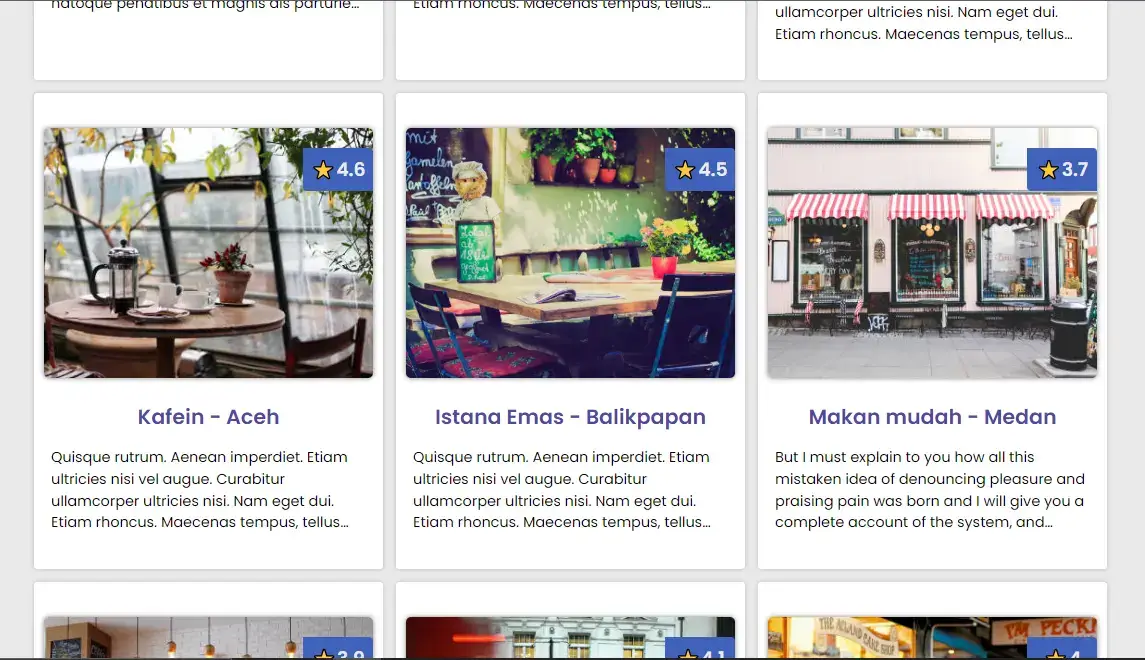 natoque penatibus et magnis dis parturie...
Etiam rhoncus. Maecenas tempus, tellus...
ullamcorper ultricies nisi. Nam eget dui.
Etiam rhoncus. Maecenas tempus, tellus...
4.6
mit
4.5
3.7
Kafein - Aceh
Istana Emas - Balikpapan
Makan mudah - Medan
Quisque rutrum. Aenean imperdiet. Etiam
ultricies nisi vel augue. Curabitur
ullamcorper ultricies nisi. Nam eget dui.
Etiam rhoncus. Maecenas tempus, tellus...
Quisque rutrum. Aenean imperdiet. Etiam
ultricies nisi vel augue. Curabitur
ullamcorper ultricies nisi. Nam eget dui.
Etiam rhoncus. Maecenas tempus, tellus...
But I must explain to you how all this
mistaken idea of denouncing pleasure and
praising pain was born and I will give you a
complete account of the system, and...
3.9
4.1
4